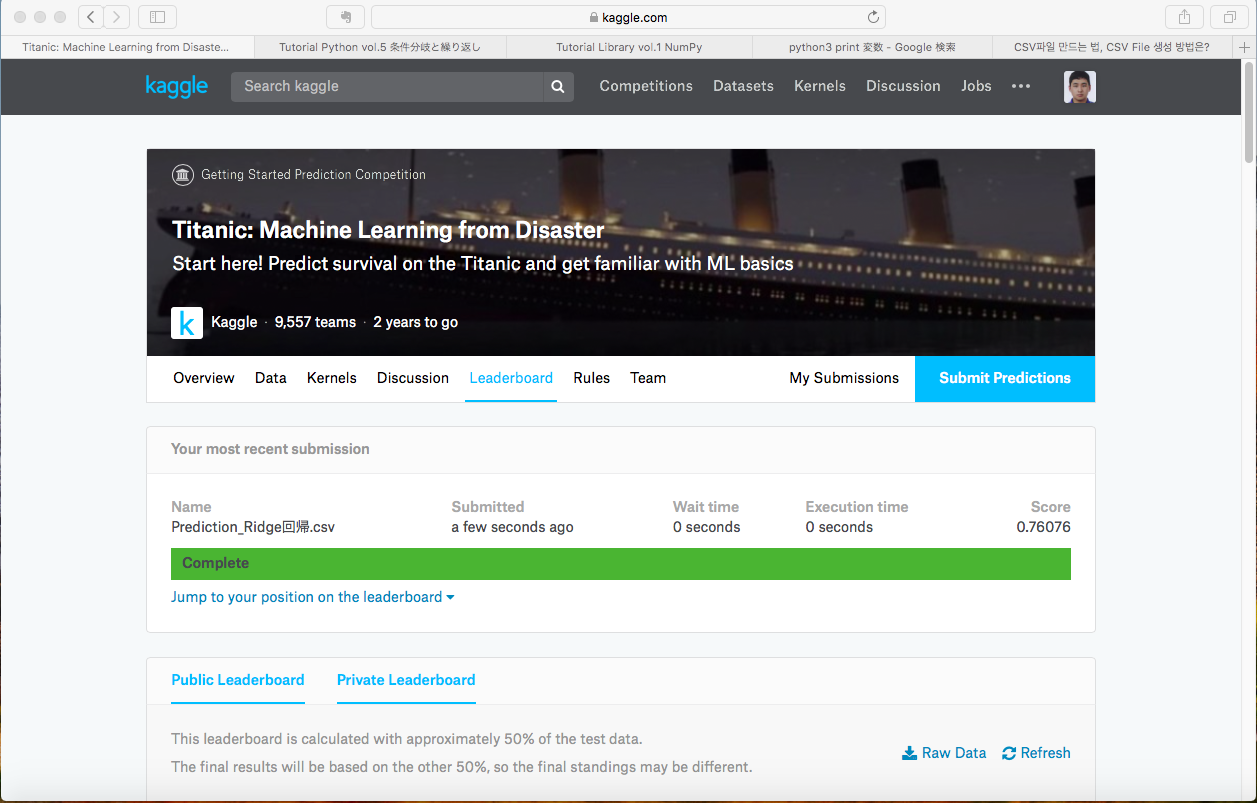 kaggle.com
Titanic: Machine Learning from Disaste...
Tutorial Python vol.5 条件分岐と繰り返し
Tutorial Library vol.1 NumPy
python3 print 変数 - Google 検索
CSV파일 만드는 법, CSV File 생성 방법은?
kaggle
Search kaggle
Competitions
Datasets
Kernels
Discussion
Jobs
Getting Started Prediction Competition
Titanic: Machine Learning from Disaster
Start here! Predict survival on the Titanic and get familiar with ML basics
k
Kaggle · 9,557 teams · 2 years to go
Overview
Data
Kernels
Discussion
Leaderboard
Rules
Team
My Submissions
Submit Predictions
Your most recent submission
Name
Submitted
Wait time
Execution time
Score
Prediction_Ridge回帰.csv
a few seconds ago
0 seconds
0 seconds
0.76076
Complete
Jump to your position on the leaderboard
Public Leaderboard
Private Leaderboard
This leaderboard is calculated with approximately 50% of the test data.
The final results will be based on the other 50%, so the final standings may be different.
Raw Data
Refresh